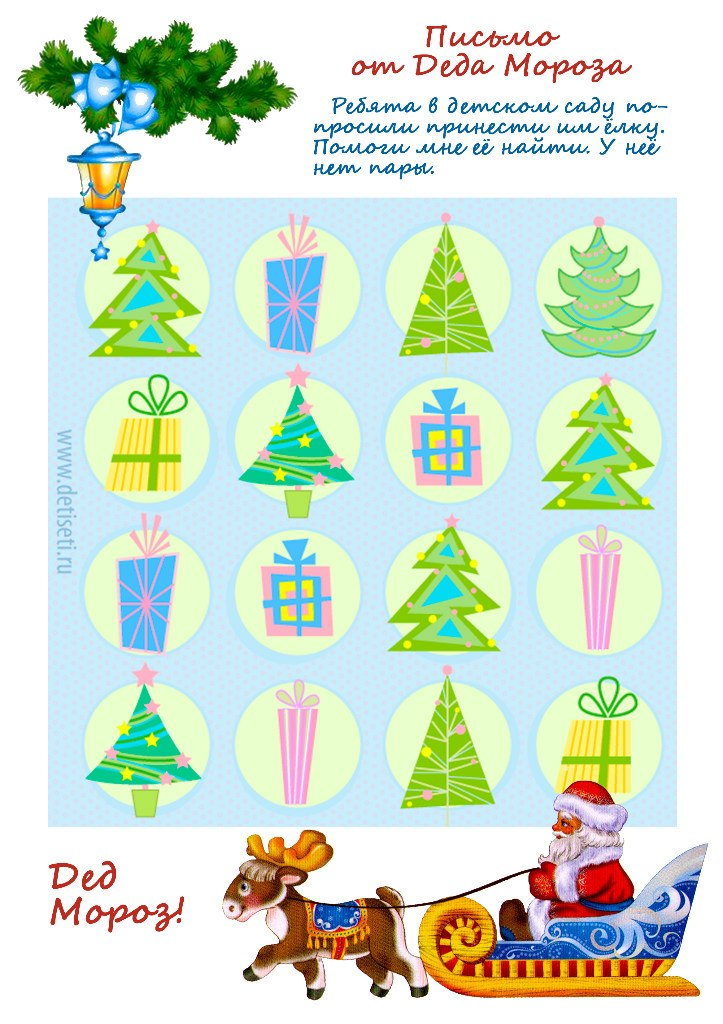 Письмо
от Деда Мороза
Ребята в детском саду по-
просили принести им ёлку.
Помоги мне её найти. У неё
нет пары.
www.detiseti.ru
Дед
Мороз!